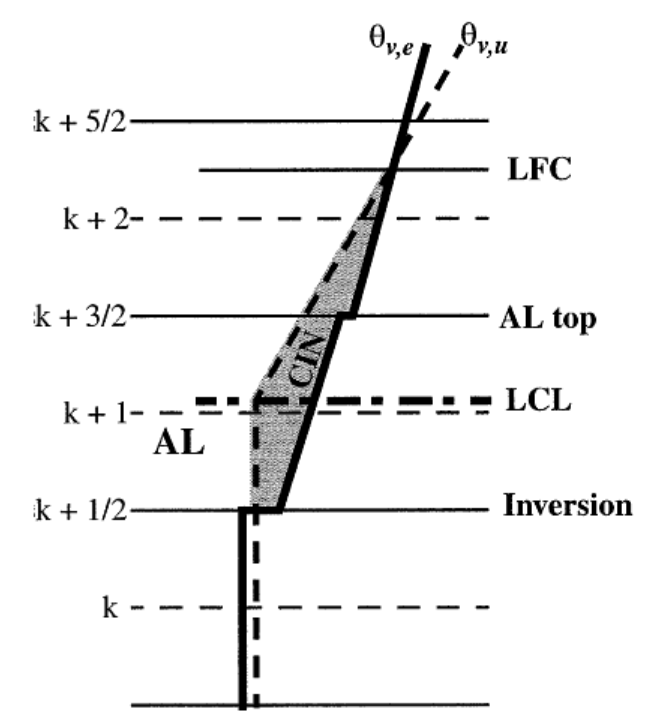 θv,e θv,u
k + 5/2
LFC
k + 2
k + 3/2 AL top
CIN
LCL
k + 1
AL
k + 1/2 Inversion
k